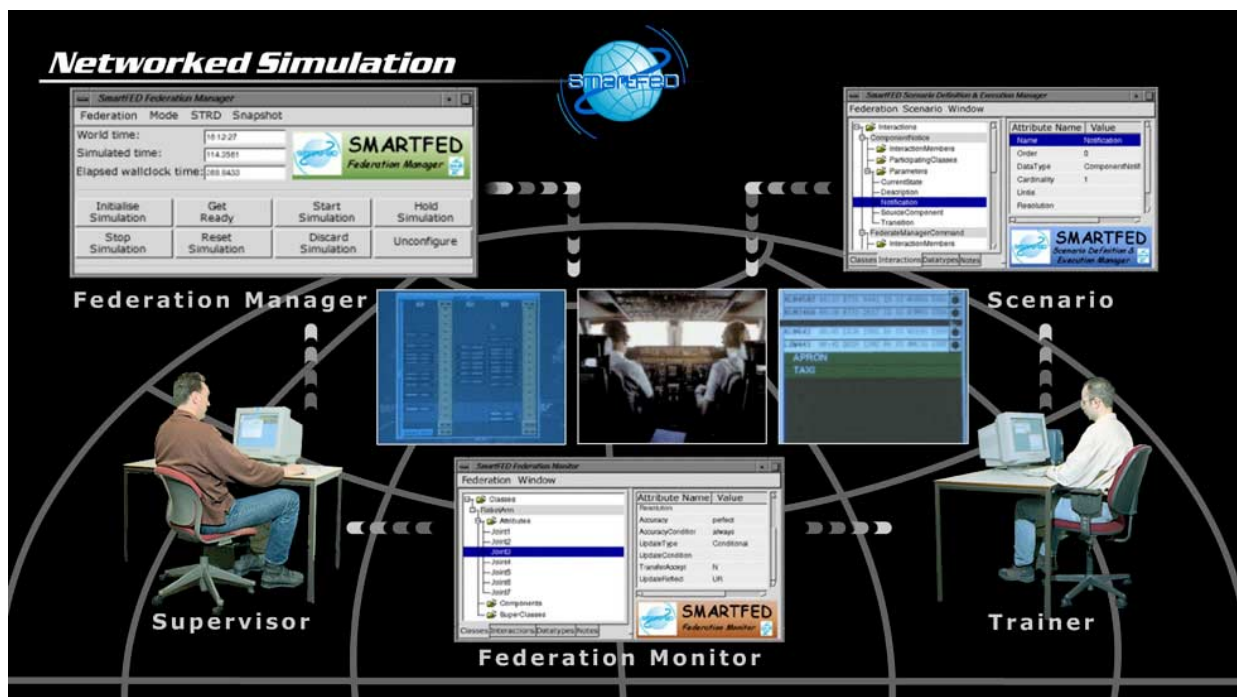 Networked Simulation
SMARTFED
SmartFED Federation Manager
Federation Mode STRD Snapshot
World time:
Simulated time:
Elapsed wallclock time:
SMARTFED
Federation Manager
Initialise Simulation
Get Ready
Start Simulation
Hold Simulation
Stop Simulation
Reset Simulation
Discard Simulation
Unconfigure
Federation Manager
SmartFED Scenario Definition & Execution Manager
Federation Scenario Window
Interactions
ComponentNotice
InteractionMembers
ParticipatingClasses
Parameters
CurrentState
Description
Notification
SourceComponent
Transition
FederateManagerCommand
InteractionMembers
Classes Interactions Datatypes Notes
Attribute Name Value
Name Notification
Order 0
DataType ComponentNotif
Cardinality 1
Units
Resolution
SMARTFED
Scenario Definition &
Execution Manager
Scenario
APRON
TAXI
SmartFED Federation Monitor
Federation Window
Classes
RobotArm
Attributes
Joint1
Joint2
Joint3
Joint4
Joint5
Joint6
Joint7
Components
SuperClasses
Classes Interactions Datatypes Notes
Attribute Name Value
Resolution
Accuracy perfect
AccuracyCondition always
UpdateType Conditional
UpdateCondition
TransferAccept N
UpdateReflect UR
SMARTFED
Federation Monitor
Supervisor
Trainer
Federation Monitor